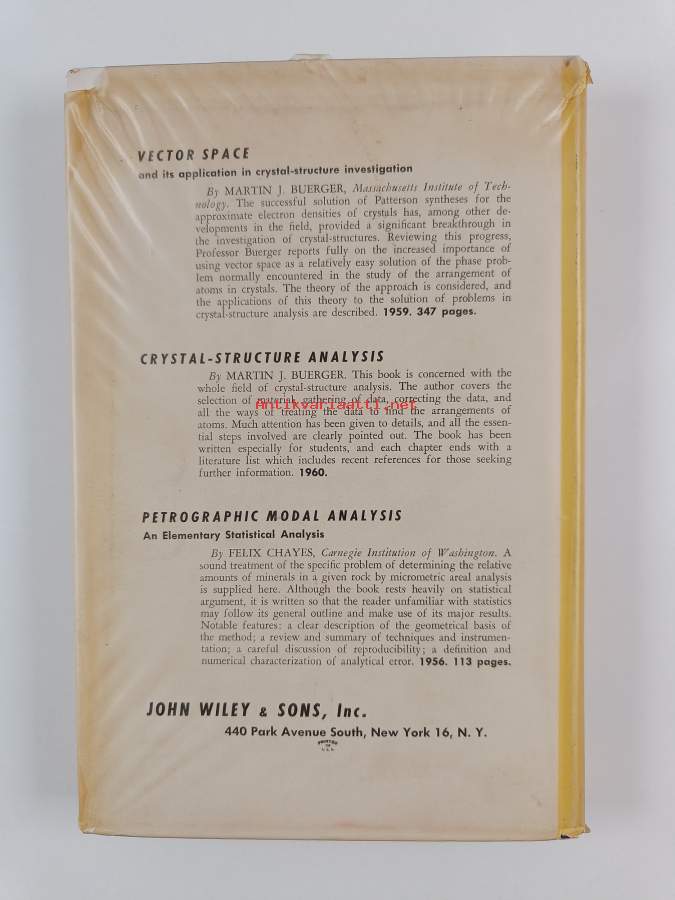 VECTOR SPACE
and its application in crystal-structure investigation
By MARTIN J. BUERGER, Massachusetts Institute of Tech-
nology. The successful solution of Patterson syntheses for the
approximate electron densities of crystals has, among other de-
velopments in the field, provided a significant breakthrough in
the investigation of crystal-structures. Reviewing this progress,
Professor Buerger reports fully on the increased importance of
using vector space as a relatively easy solution of the phase prob-
lem normally encountered in the study of the arrangement of
atoms in crystals. The theory of the approach is considered, and
the applications of this theory to the solution of problems in
crystal-structure analysis are described. 1959. 347 pages.
CRYSTAL-STRUCTURE ANALYSIS
By MARTIN J. BUERGER. This book is concerned with the
whole field of crystal-structure analysis. The author covers the
selection of material, gathering of data, correcting the data, and
Antikvariaatti.net
all the ways of treating the data to find the arrangements of
atoms. Much attention has been given to details, and all the essen-
tial steps involved are clearly pointed out. The book has been
written especially for students, and each chapter ends with a
literature list which includes recent references for those seeking
further information. 1960.
PETROGRAPHIC MODAL ANALYSIS
An Elementary Statistical Analysis
By FELIX CHAYES, Carnegie Institution of Washington. A
sound treatment of the specific problem of determining the relative
amounts of minerals in a given rock by micrometric areal analysis
is supplied here. Although the book rests heavily on statistical
argument, it is written so that the reader unfamiliar with statistics
may follow its general outline and make use of its major results.
Notable features: a clear description of the geometrical basis of
the method; a review and summary of techniques and instrumen-
tation; a careful discussion of reproducibility; a definition and
numerical characterization of analytical error. 1956. 113 pages.
JOHN WILEY & SONS, Inc.
440 Park Avenue South, New York 16, N. Y.
PRINTED
IN
U.S.A.